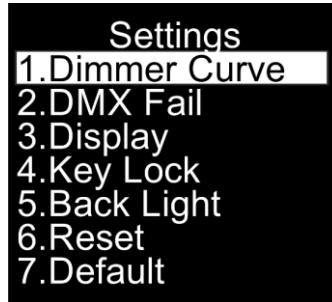 Settings
1.Dimmer Curve
2.DMX Fail
3.Display
4.Key Lock
5.Back Light
6.Reset
7.Default